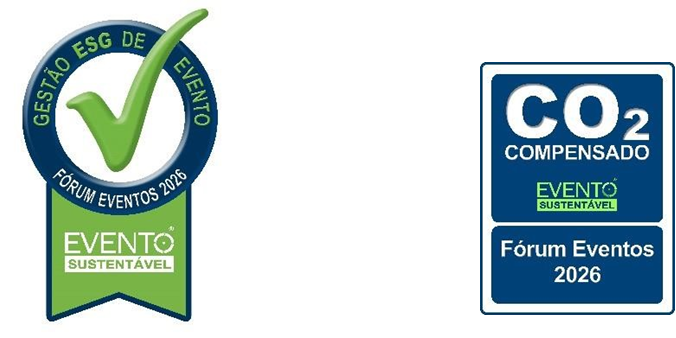 GESTÃO ESG DE EVENTO
FÓRUM EVENTOS 2026
EVENTO®
SUSTENTÁVEL
CO2
COMPENSADO
EVENTO®
SUSTENTÁVEL
Fórum Eventos
2026